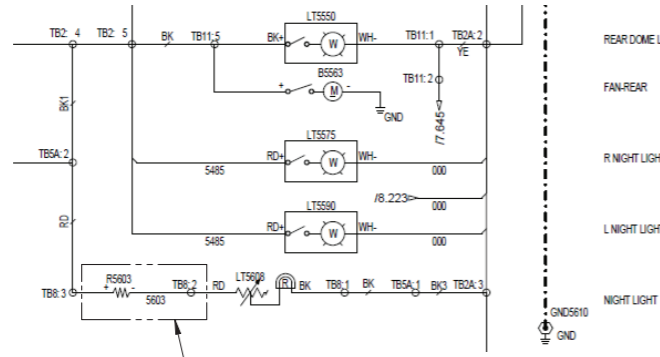 LT5550
TB2: 4 TB2: 5 BK TB11:5 BK+ W WH- TB11:1 TB2A: 2 REAR DOME L
YE
B5563 TB11: 2 FAN-REAR
+ M -
BK1 GND /7.645
LT5575
TB5A: 2 RD+ W WH- R NIGHT LIGH
5485 000
/8.223
RD LT5590 000
RD+ W WH- L NIGHT LIGHT
5485 000
R5603 LT5608
TB8: 3 + - TB8: 2 RD R BK TB8: 1 BK TB5A: 1 BK3 TB2A: 3 NIGHT LIGHT
5603 GND5610
GND